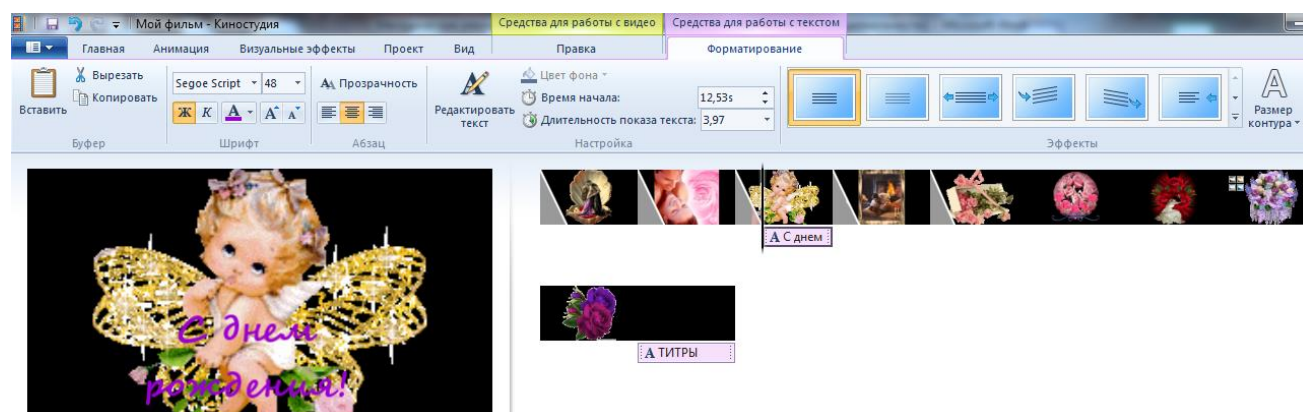 Мой фильм - Киностудия
Средства для работы с видео
Средства для работы с текстом
Главная Анимация Визуальные эффекты Проект Вид Правка Форматирование
Вставить
Вырезать
Копировать
Буфер
Segoe Script 48
Ж К А А А
Шрифт
Прозрачность
Абзац
Редактировать
текст
Цвет фона
Время начала: 12,53s
Длительность показа текста: 3,97
Настройка
Эффекты
Размер
контура
С днем
рождения!
А С днем
А ТИТРЫ